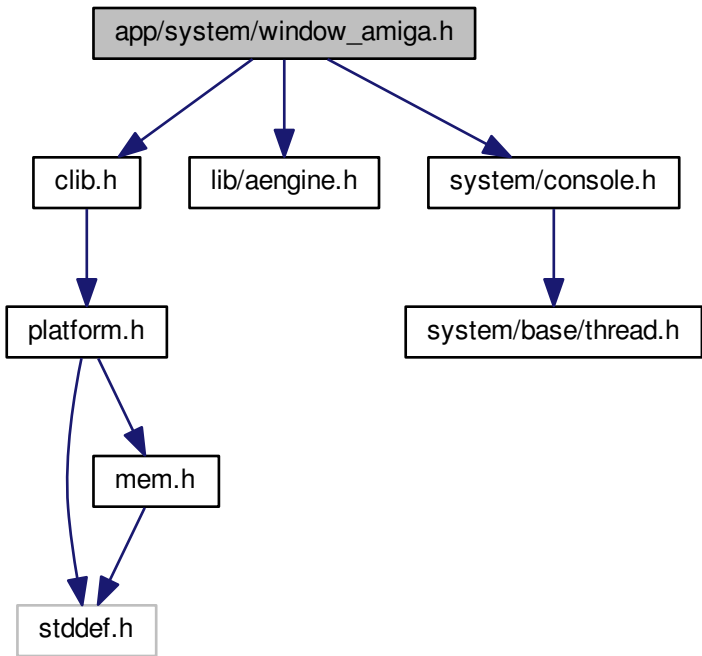 app/system/window_amiga.h
clib.h
lib/aengine.h
system/console.h
platform.h
system/base/thread.h
mem.h
stddef.h